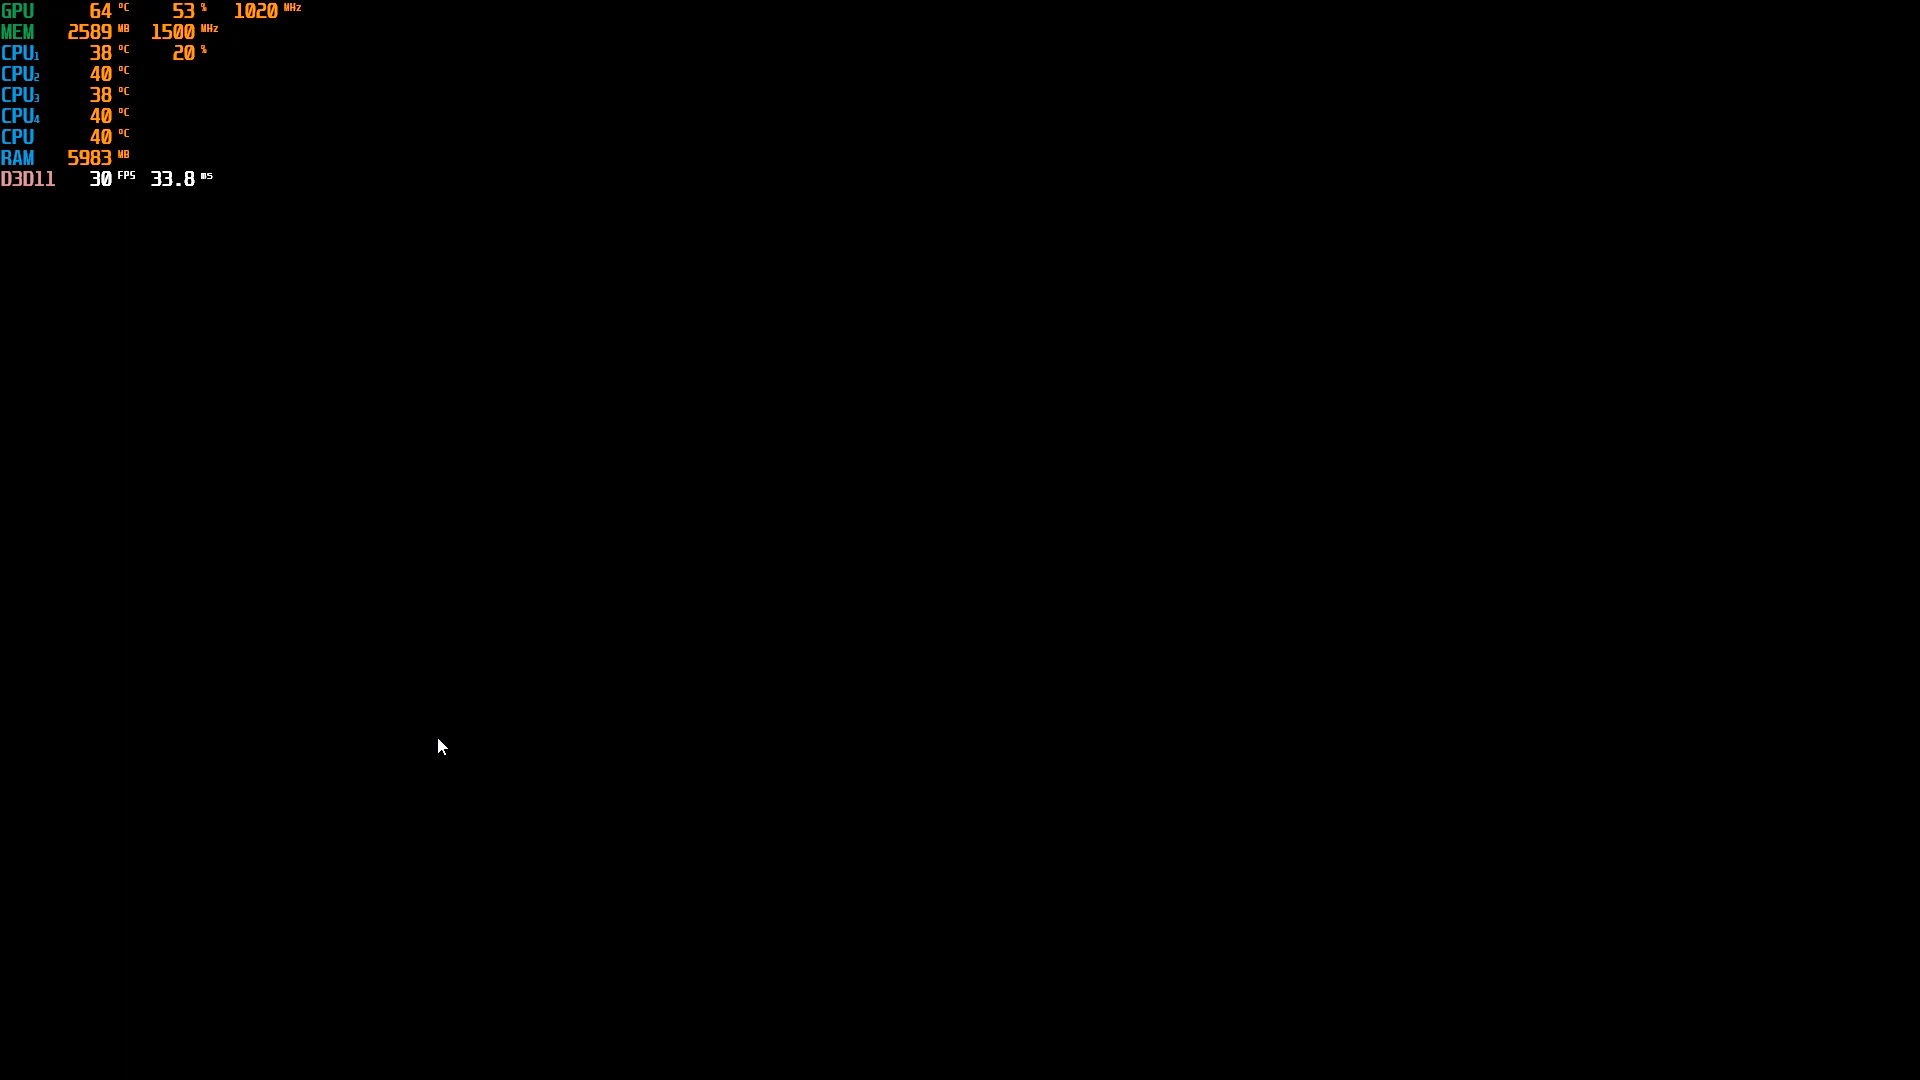 GPU 64 °C 53 % 1020 MHz
MEM 2589 MB 1500 MHz
CPU1 38 °C 20 %
CPU2 40 °C
CPU3 38 °C
CPU4 40 °C
CPU 40 °C
RAM 5983 MB
D3D11 30 FPS 33.8 ms